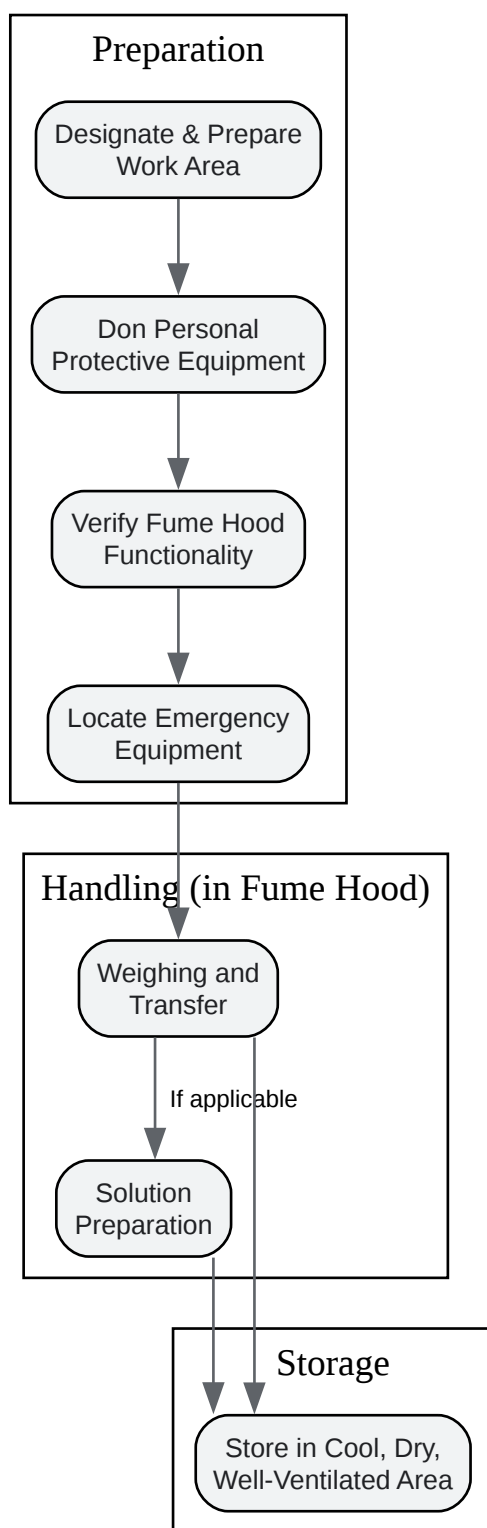 Preparation
Designate & Prepare
Work Area
Don Personal
Protective Equipment
Verify Fume Hood
Functionality
Locate Emergency
Equipment
Handling (in Fume Hood)
Weighing and
Transfer
If applicable
Solution
Preparation
Storage
Store in Cool, Dry,
Well-Ventilated Area